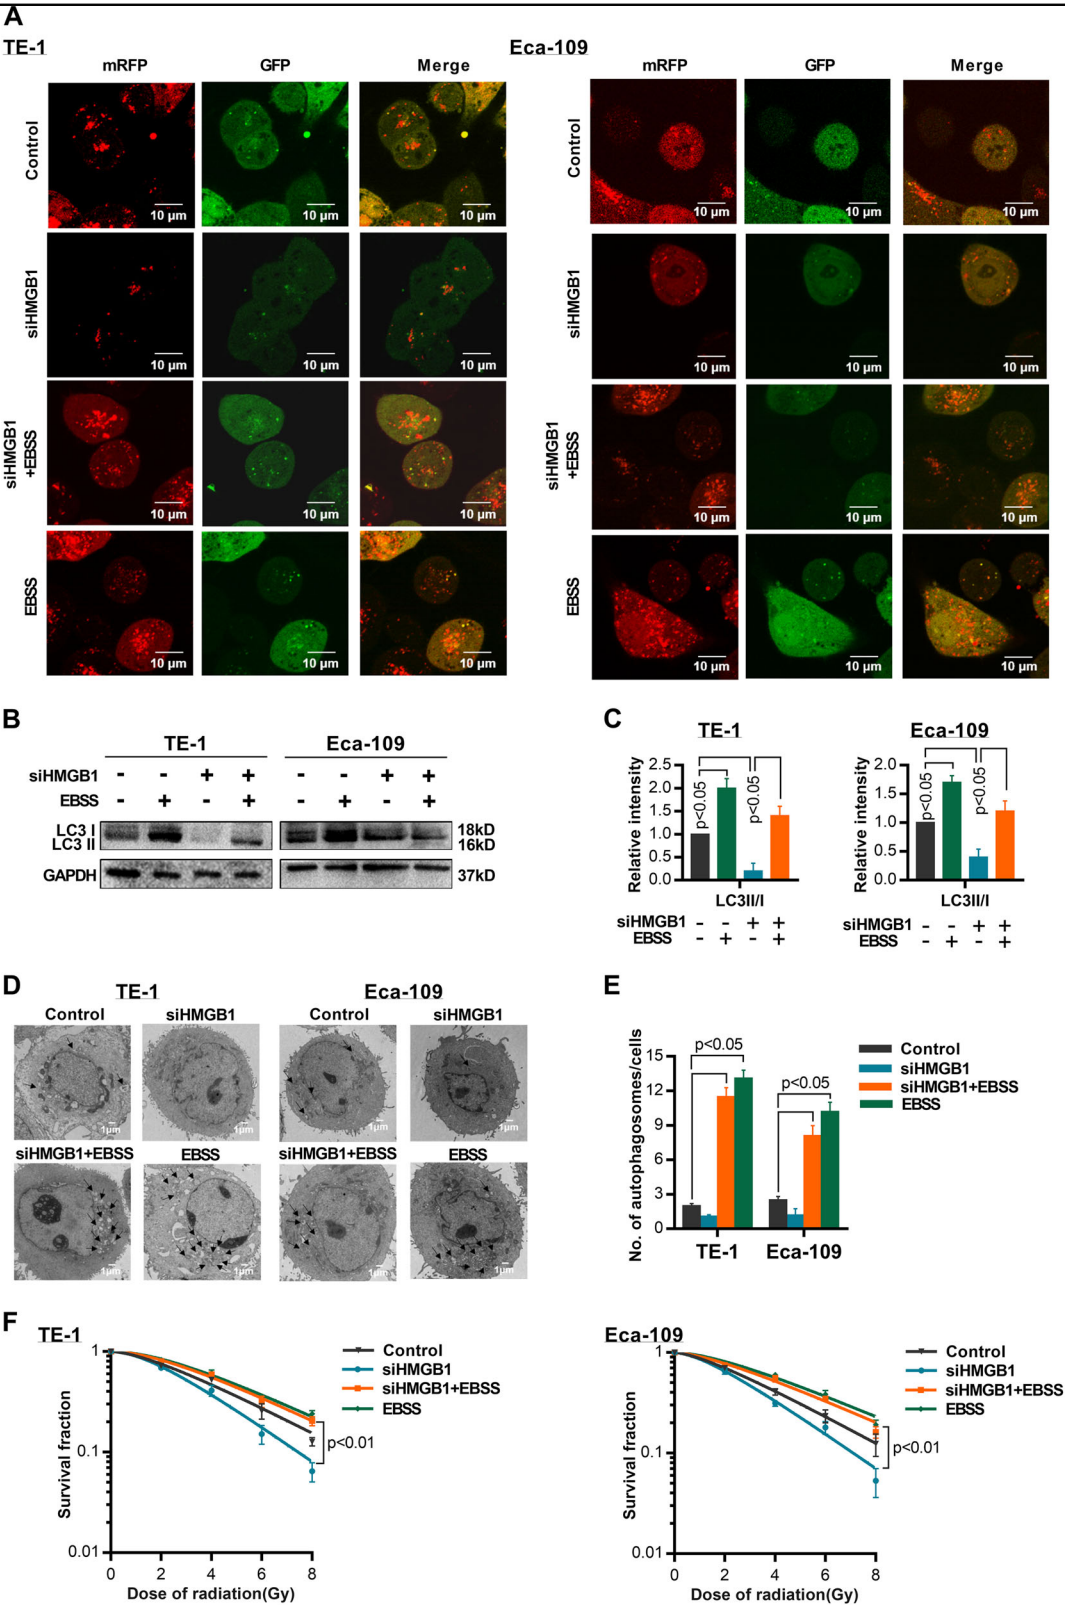 A
TE-1
Eca-109
mRFP GFP Merge
mRFP GFP Merge
Control
10 µm 10 µm 10 µm
Control
10 µm 10 µm 10 µm
siHMGB1
10 µm 10 µm 10 µm
siHMGB1
10 µm 10 µm 10 µm
siHMGB1
+EBSS
10 µm 10 µm 10 µm
siHMGB1
+EBSS
10 µm 10 µm 10 µm
EBSS
10 µm 10 µm 10 µm
EBSS
10 µm 10 µm 10 µm
B
TE-1 Eca-109
siHMGB1 - - + + - - + +
EBSS - + - + - + - +
LC3 I 18kD
LC3 II 16kD
GAPDH 37kD
C
TE-1
Relative intensity
2.5
2.0
1.5
1.0
0.5
0.0
p<0.05
p<0.05
LC3II/I
siHMGB1 - - + +
EBSS - + - +
Eca-109
Relative intensity
2.0
1.5
1.0
0.5
0.0
p<0.05
p<0.05
LC3II/I
siHMGB1 - - + +
EBSS - + - +
D
TE-1 Eca-109
Control siHMGB1 Control siHMGB1
1µm 1µm 1µm 1µm
siHMGB1+EBSS EBSS siHMGB1+EBSS EBSS
1µm 1µm 1µm 1µm
E
No. of autophagosomes/cells
15
12
9
6
3
0
p<0.05
p<0.05
TE-1 Eca-109
Control
siHMGB1
siHMGB1+EBSS
EBSS
F
TE-1
Survival fraction
1
0.1
0.01
0 2 4 6 8
Dose of radiation(Gy)
Control
siHMGB1
siHMGB1+EBSS
EBSS
p<0.01
Eca-109
Survival fraction
1
0.1
0.01
0 2 4 6 8
Dose of radiation(Gy)
Control
siHMGB1
siHMGB1+EBSS
EBSS
p<0.01